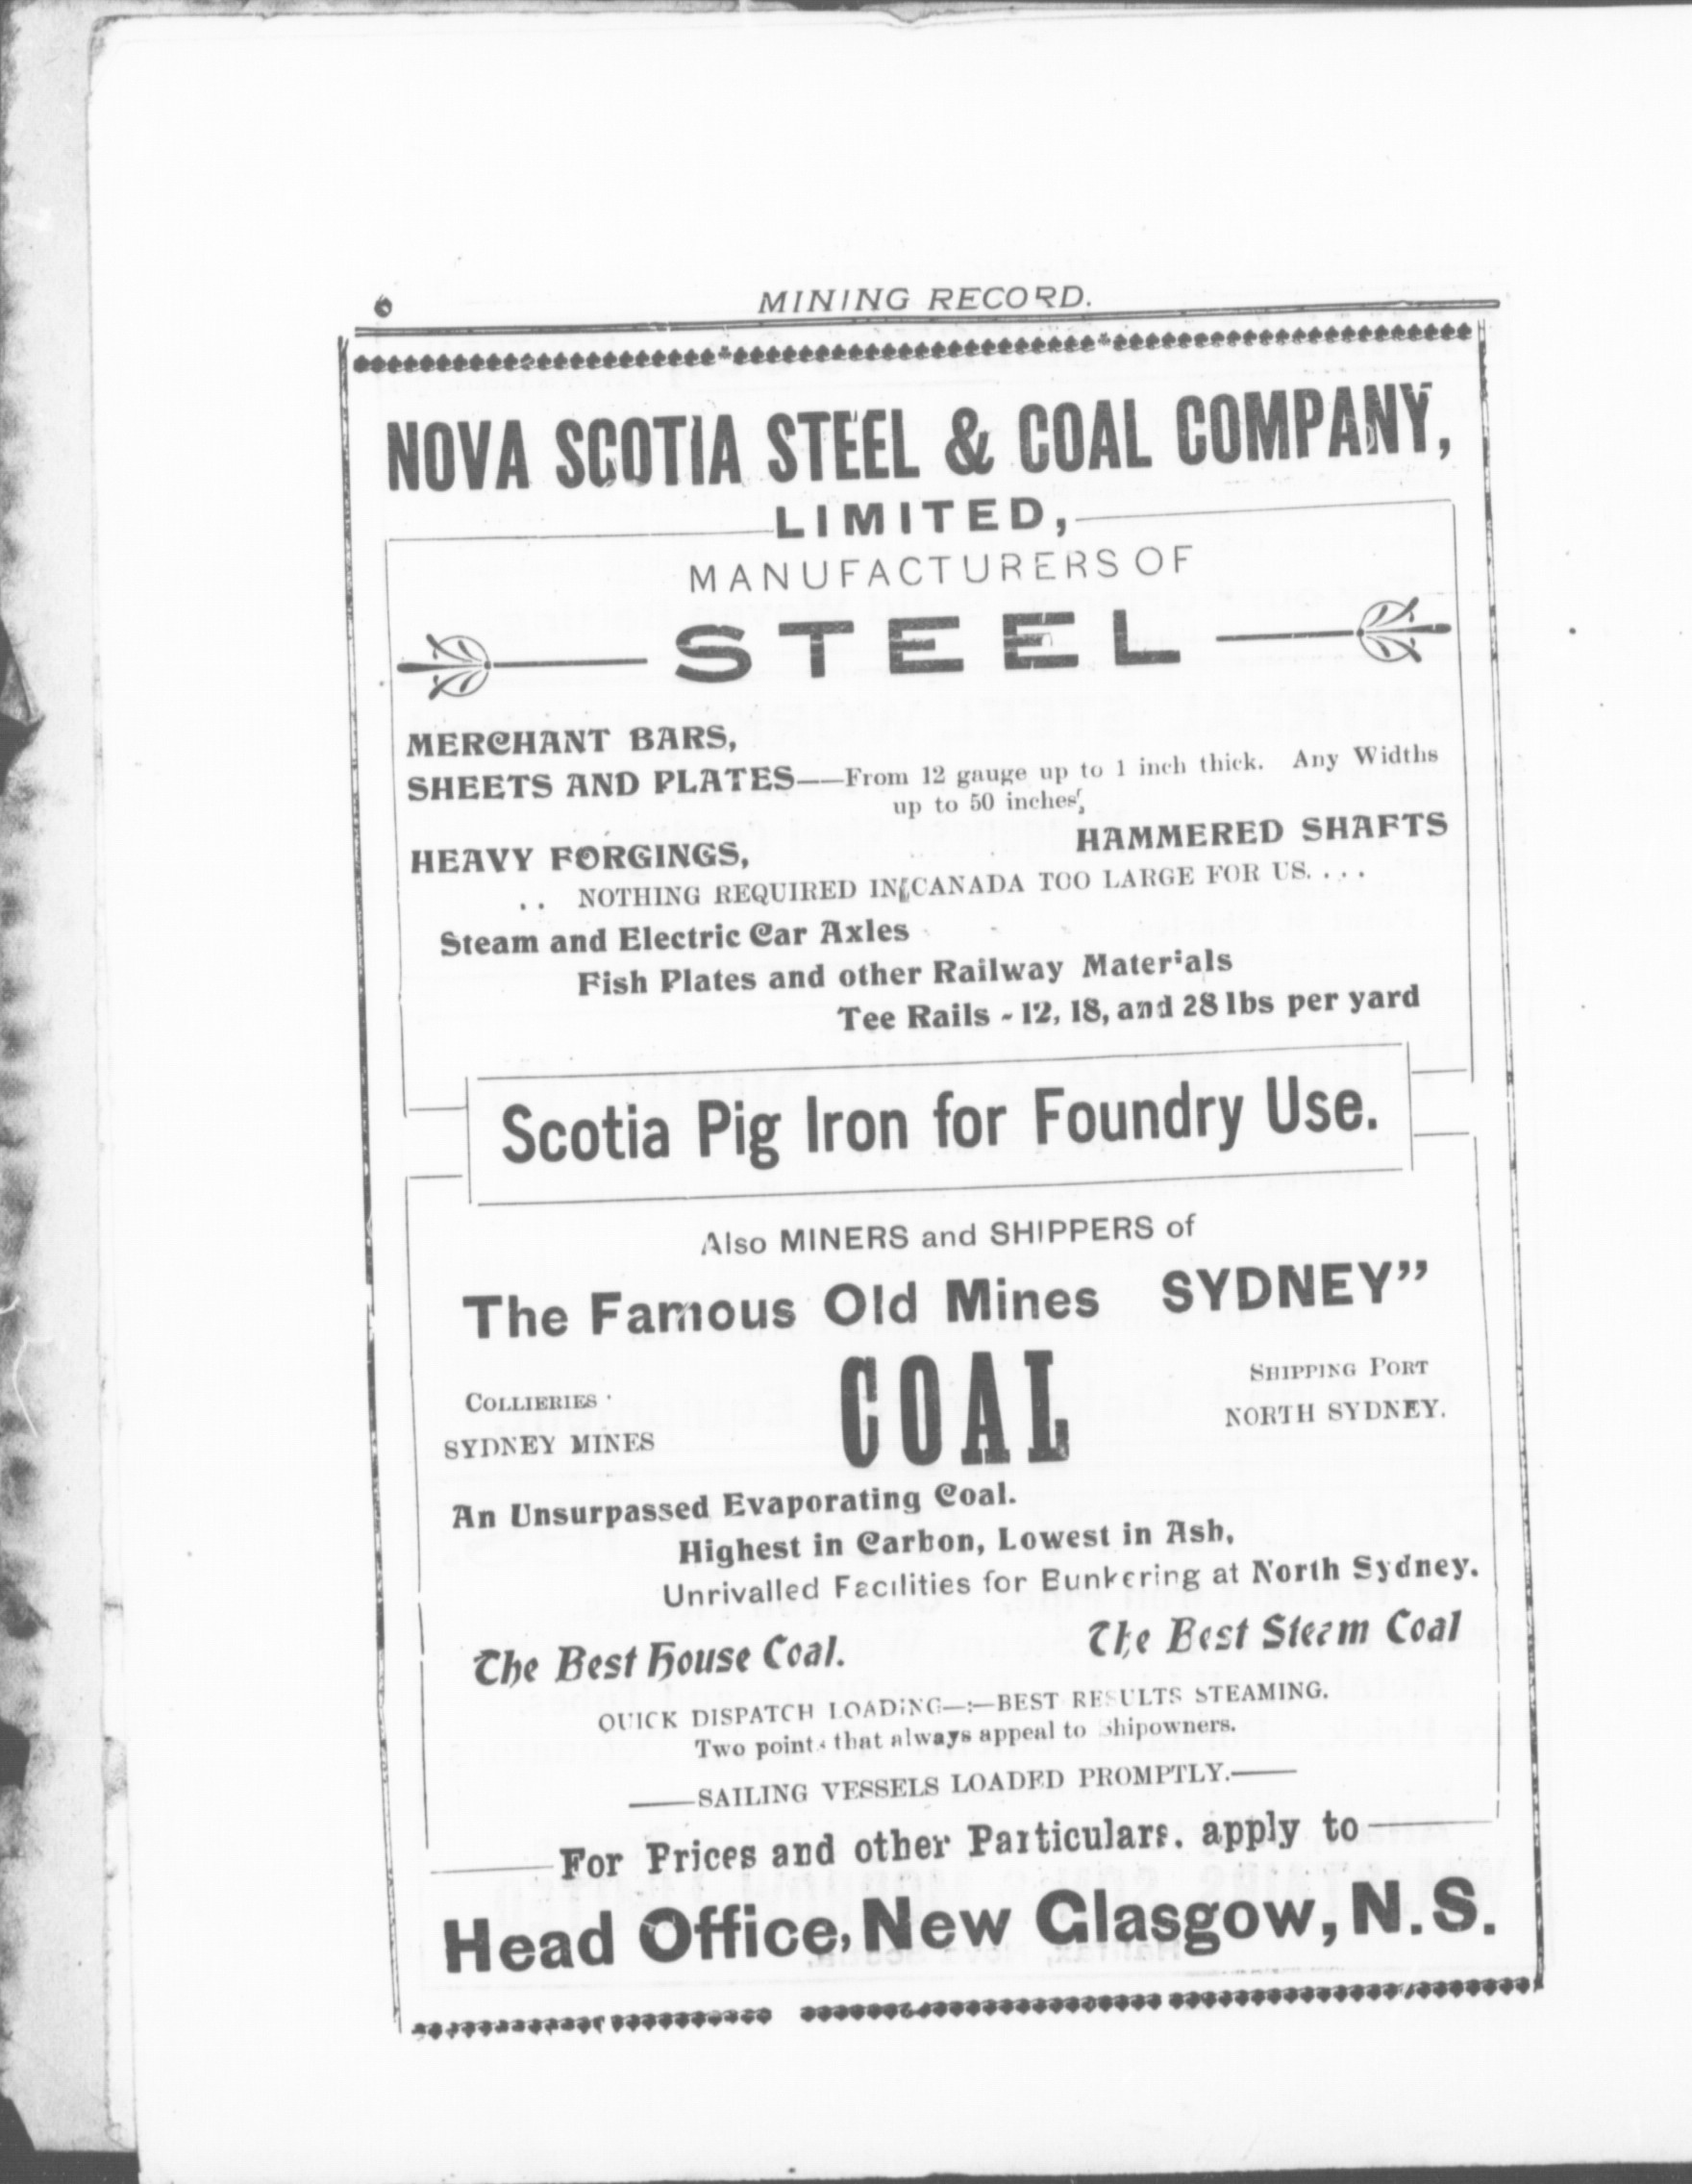 6
MINING RECORD.
NOVA SCOTIA STEEL & COAL COMPANY,
LIMITED,
MANUFACTURERS OF
STEEL
MERCHANT BARS,
SHEETS AND PLATES——From 12 gauge up to 1 inch thick. Any Widths
up to 50 inches,
HEAVY FORGINGS, HAMMERED SHAFTS
. . NOTHING REQUIRED IN CANADA TOO LARGE FOR US. . . .
Steam and Electric Car Axles
Fish Plates and other Railway Materials
Tee Rails - 12, 18, and 28 lbs per yard
Scotia Pig Iron for Foundry Use.
Also MINERS and SHIPPERS of
The Famous Old Mines SYDNEY”
COAL
COLLIERIES
SYDNEY MINES
SHIPPING PORT
NORTH SYDNEY.
An Unsurpassed Evaporating Coal.
Highest in Carbon, Lowest in Ash,
Unrivalled Facilities for Bunkering at North Sydney.
The Best House Coal. The Best Steam Coal
QUICK DISPATCH LOADING—:—BEST RESULTS STEAMING.
Two points that always appeal to Shipowners.
——SAILING VESSELS LOADED PROMPTLY.——
For Prices and other Particulars. apply to
Head Office, New Glasgow, N.S.